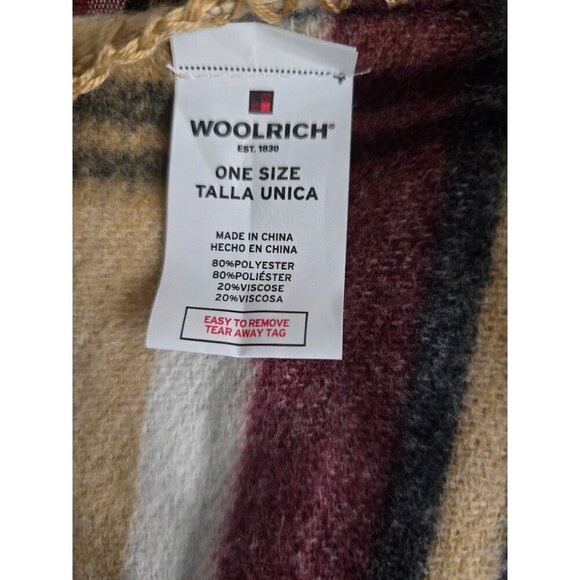 WOOLRICH®
EST. 1830
ONE SIZE
TALLA UNICA
MADE IN CHINA
HECHO EN CHINA
80%POLYESTER
80%POLIÉSTER
20%VISCOSE
20%VISCOSA
EASY TO REMOVE
TEAR AWAY TAG